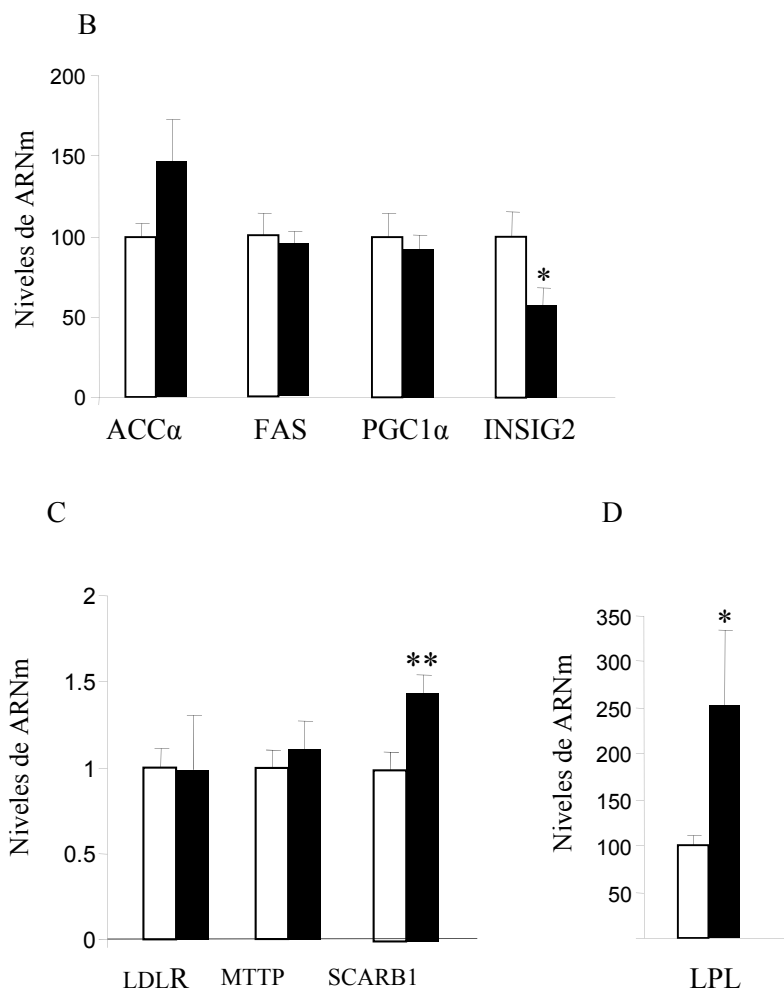 B
Niveles de ARNm
200
150
100
50
0
*
ACCα FAS PGC1α INSIG2
C
Niveles de ARNm
2
1.5
1
0.5
0
**
LDLR MTTP SCARB1
D
Niveles de ARNm
350
300
250
200
150
100
50
*
LPL